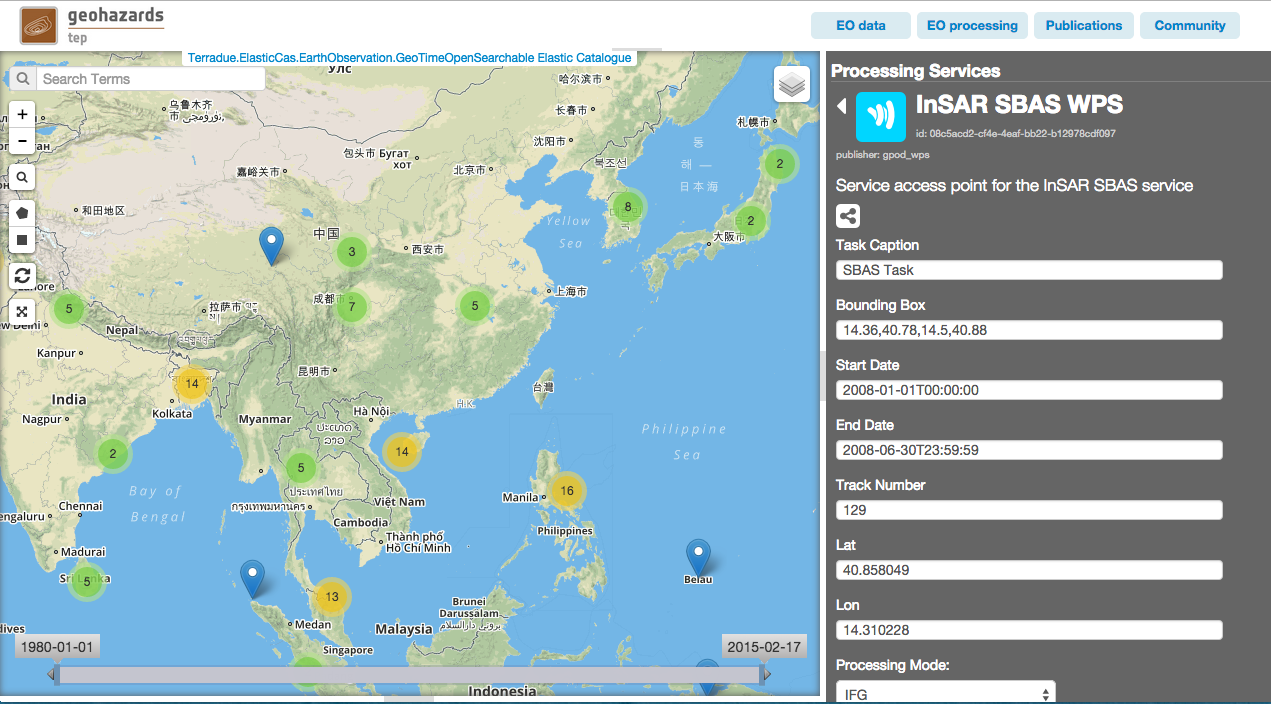 geohazards
tep
EO data
EO processing
Publications
Community
Terradue.ElasticCas.EarthObservation.GeoTimeOpenSearchable Elastic Catalogue
Search Terms
Улс
哈尔滨市
乌鲁木齐
市
长春市
札幌市
沈阳市
包头市 Бугат
хот
북조선
동
해 —
日本海
嘉峪关市
北京市
2
和田地区
8
Yellow
Sea
2
大阪市
中国
3
西安市
上海市
拉萨市
成都市
7
5
5
Nepal
Kanpur
昆明市
台灣
14
India
Kolkata
Nagpur
Myanmar
Hà Nội
H.K.
Philippine
Sea
2
14
5
ປະເທດ
ລາວ
Bay of
Bengal
ประเทศไทย
16
Manila
Chennai
กรุงเทพมหานคร
Việt Nam
engaluru
Cambodia
Philippines
Thành phố
Hồ Chí Minh
Madurai
Sri Lanka
5
Belau
13
Brunei
Darussalam
بروني دارالسلام
Medan
Malaysia
Singapore
Indonesia
1980-01-01
2015-02-17
Processing Services
InSAR SBAS WPS
id: 08c5acd2-cf4e-4eaf-bb22-b12978cdf097
publisher: gpod_wps
Service access point for the InSAR SBAS service
Task Caption
SBAS Task
Bounding Box
14.36,40.78,14.5,40.88
Start Date
2008-01-01T00:00:00
End Date
2008-06-30T23:59:59
Track Number
129
Lat
40.858049
Lon
14.310228
Processing Mode:
IFG